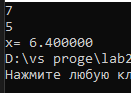 7
5
x= 6.400000
D:\vs proge\lab2
Нажмите любую кл